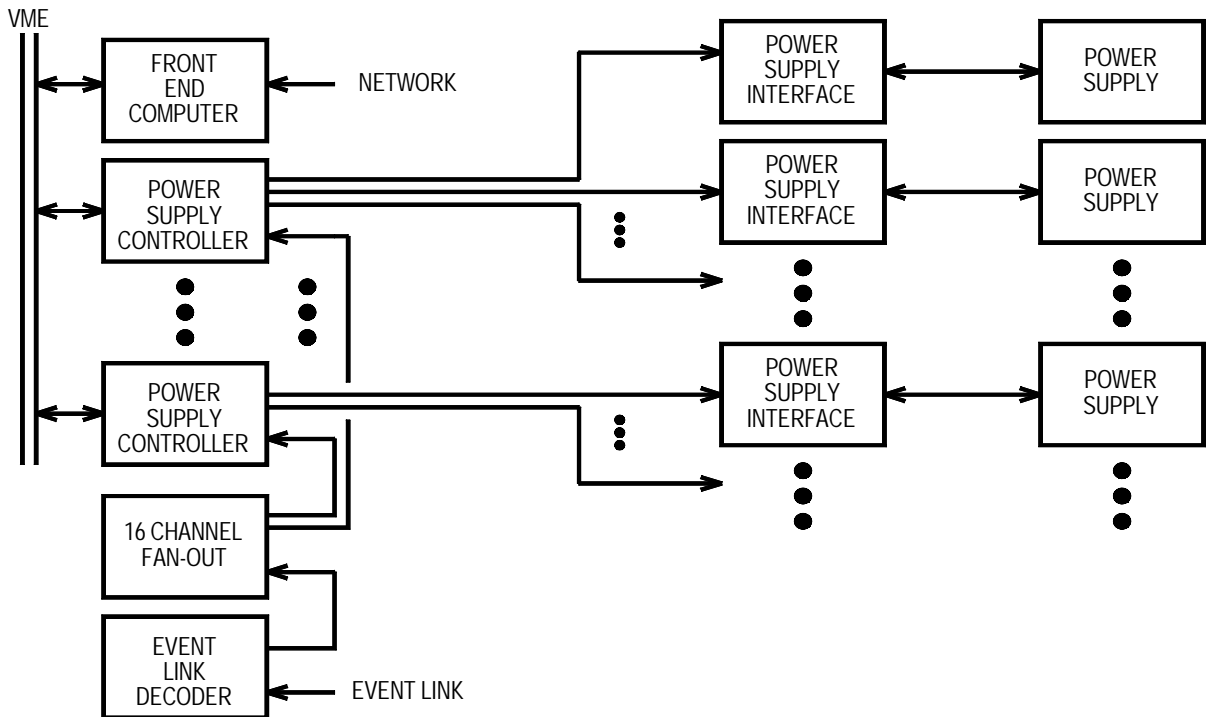 VME
FRONT
END
COMPUTER
NETWORK
POWER
SUPPLY
INTERFACE
POWER
SUPPLY
POWER
SUPPLY
CONTROLLER
POWER
SUPPLY
INTERFACE
POWER
SUPPLY
POWER
SUPPLY
CONTROLLER
POWER
SUPPLY
INTERFACE
POWER
SUPPLY
16 CHANNEL
FAN-OUT
EVENT
LINK
DECODER
EVENT LINK